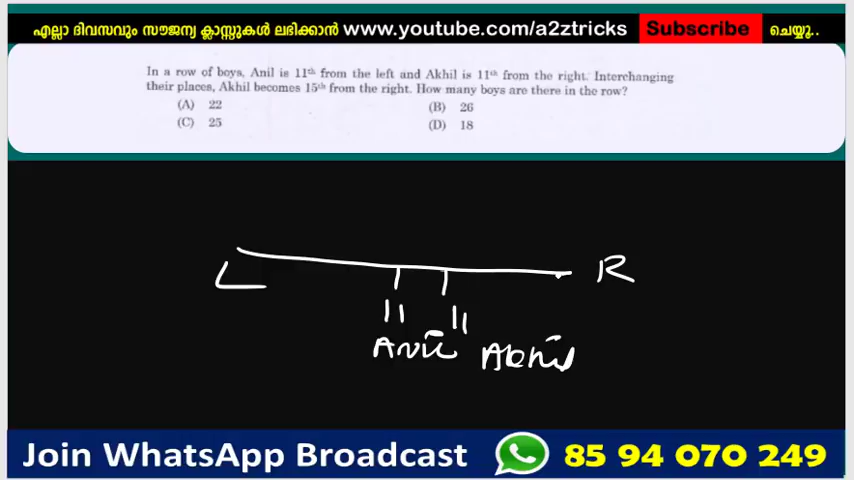 എല്ലാ ദിവസവും സൗജന്യ ക്ലാസ്സുകൾ ലഭിക്കാൻ www.youtube.com/a2ztricks Subscribe ചെയ്യൂ..
In a row of boys, Anil is 11th from the left and Akhil is 11th from the right. Interchanging
their places, Akhil becomes 15th from the right. How many boys are there in the row?
(A) 22 (B) 26
(C) 25 (D) 18
L R
11 11
Anil Akhil
Join WhatsApp Broadcast 85 94 070 249